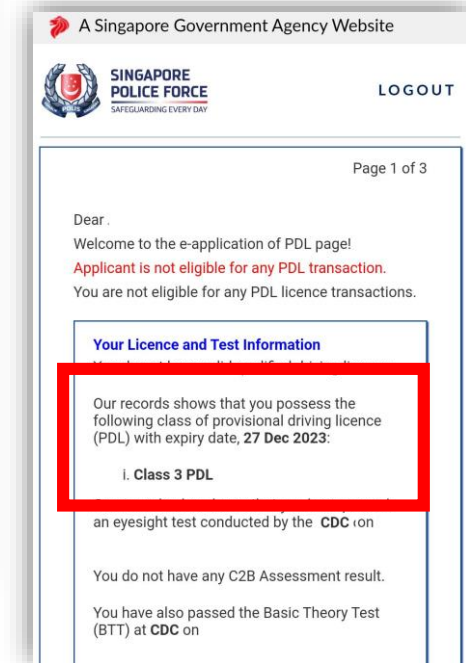 A Singapore Government Agency Website
SINGAPORE
POLICE FORCE
SAFEGUARDING EVERY DAY
LOGOUT
Page 1 of 3
Dear .
Welcome to the e-application of PDL page!
Applicant is not eligible for any PDL transaction.
You are not eligible for any PDL licence transactions.
Your Licence and Test Information
Our records shows that you possess the
following class of provisional driving licence
(PDL) with expiry date, 27 Dec 2023:
i. Class 3 PDL
an eyesight test conducted by the CDC on
You do not have any C2B Assessment result.
You have also passed the Basic Theory Test
(BTT) at CDC on